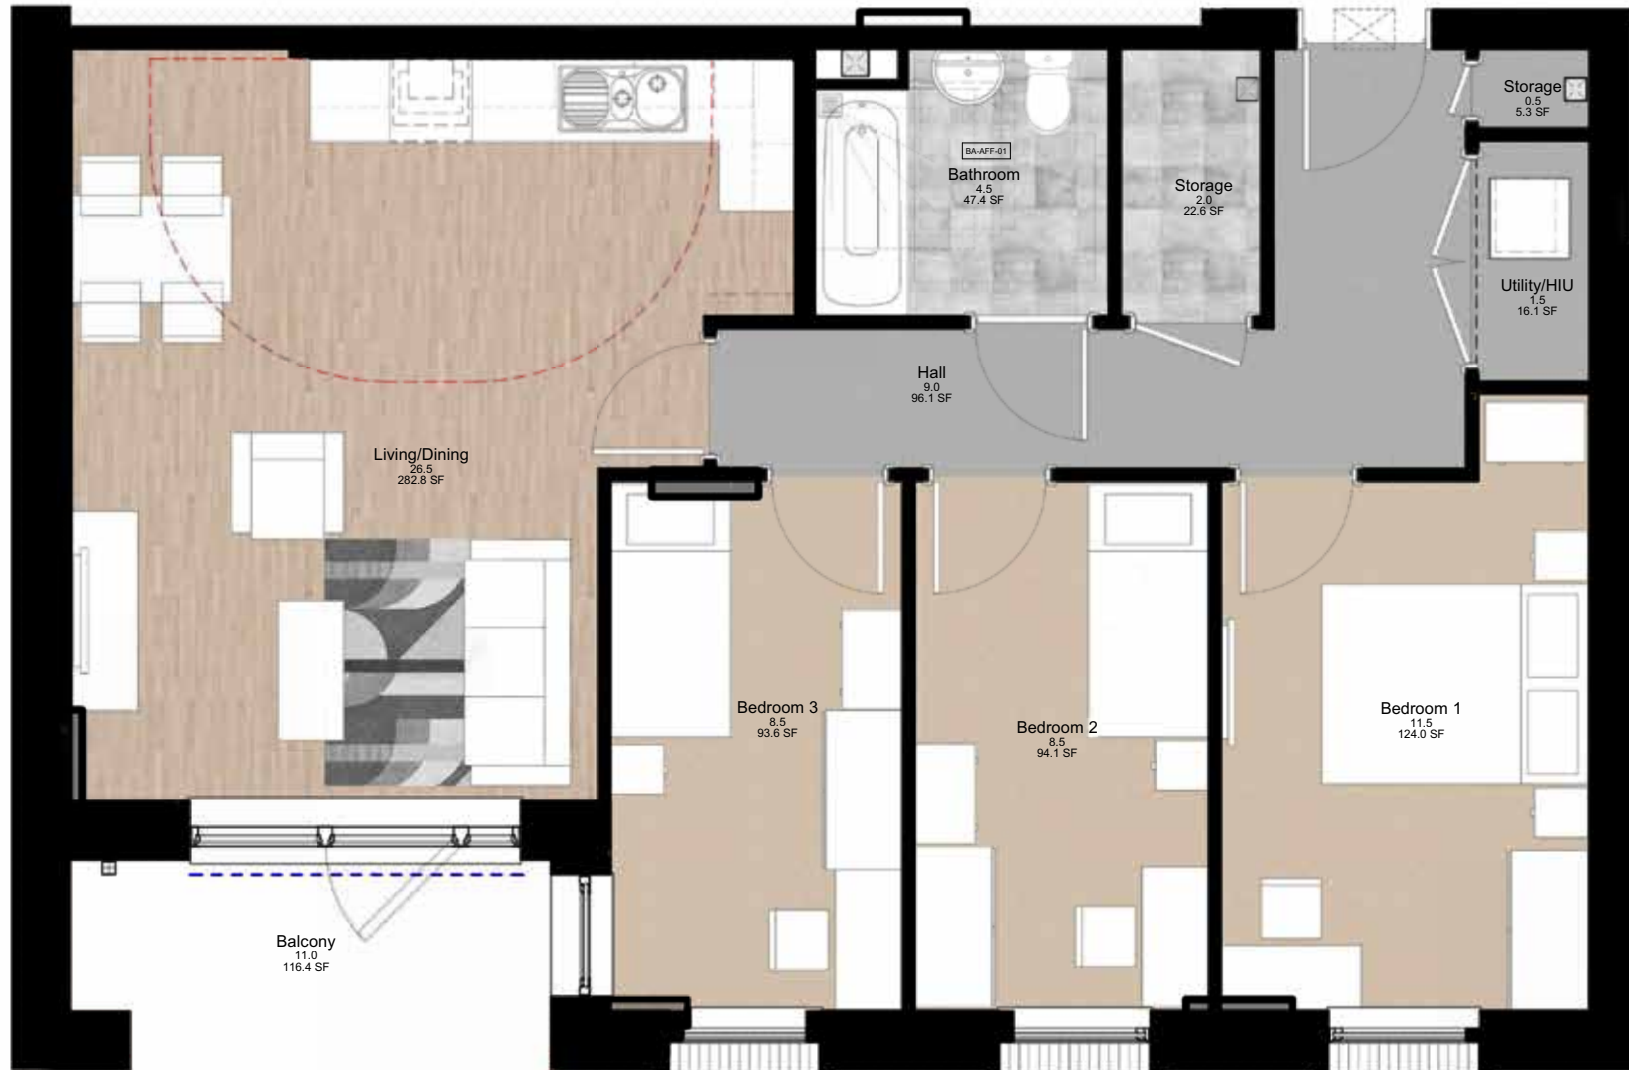 Storage
0.5
5.3 SF
BA-AFF-01
Bathroom
4.5
47.4 SF
Storage
2.0
22.6 SF
Utility/HIU
1.5
16.1 SF
Hall
9.0
96.1 SF
Living/Dining
26.5
282.8 SF
Bedroom 3
8.5
93.6 SF
Bedroom 2
8.5
94.1 SF
Bedroom 1
11.5
124.0 SF
Balcony
11.0
116.4 SF